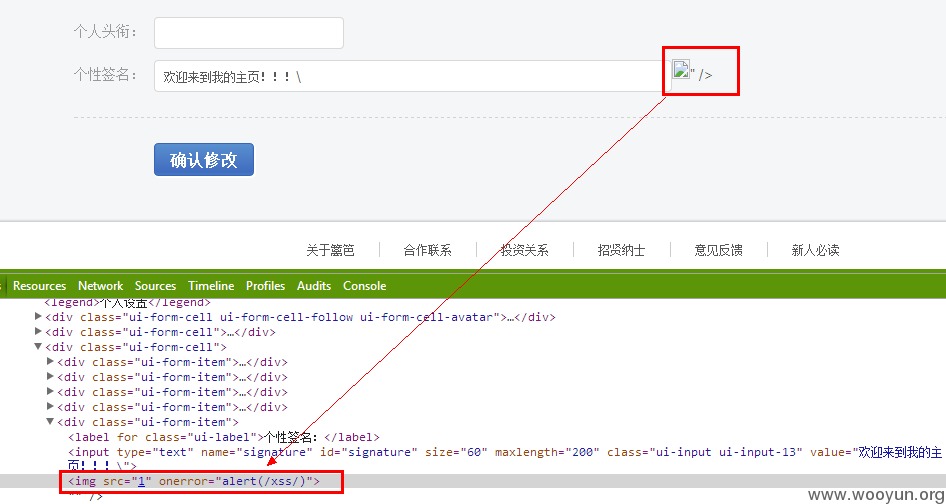 个人头衔：
个性签名： 欢迎来到我的主页！！！\ " />
确认修改
关于篱笆 合作联系 投资关系 招贤纳士 意见反馈 新人必读
Resources Network Sources Timeline Profiles Audits Console
<legend>个人设置</legend>
▶<div class="ui-form-cell ui-form-cell-follow ui-form-cell-avatar">…</div>
▶<div class="ui-form-cell">…</div>
▼<div class="ui-form-cell">
▶<div class="ui-form-item">…</div>
▶<div class="ui-form-item">…</div>
▶<div class="ui-form-item">…</div>
▶<div class="ui-form-item">…</div>
▼<div class="ui-form-item">
<label for class="ui-label">个性签名：</label>
<input type="text" name="signature" id="signature" size="60" maxlength="200" class="ui-input ui-input-13" value="欢迎来到我的主
页！！！\">
<img src="1" onerror="alert(/xss/)">
"" />
www.wooyun.org